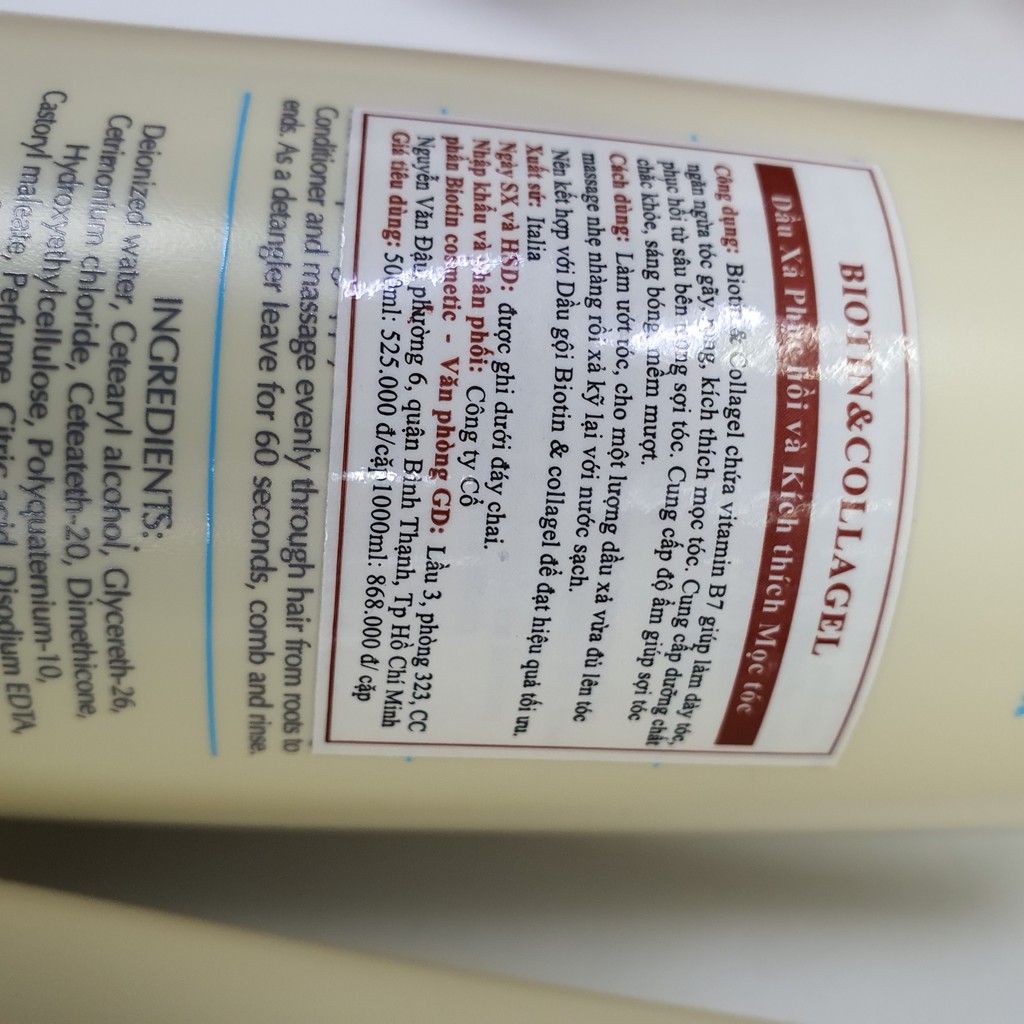 BIOTIN&COLLAGEL
Dầu Xả Phục hồi và Kích thích Mọc tóc
Công dụng: Biotin & Collagel chứa vitamin B7 giúp làm dày tóc,
ngăn ngừa tóc gãy rụng, kích thích mọc tóc. Cung cấp dưỡng chất
phục hồi từ sâu bên trong sợi tóc. Cung cấp độ ẩm giúp sợi tóc
chắc khỏe, sáng bóng, mềm mượt.
Cách dùng: Làm ướt tóc, cho một lượng dầu xả vừa đủ lên tóc
massage nhẹ nhàng rồi xả kỹ lại với nước sạch.
Nên kết hợp với Dầu gội Biotin & collagel để đạt hiệu quả tối ưu.
Xuất sứ: Italia
Ngày SX và HSD: được ghi dưới đáy chai.
Nhập khẩu và phân phối: Công ty Cổ
phần Biotin cosmetic - Văn phòng GD: Lầu 3, phòng 323, CC
Nguyễn Văn Đậu, phường 6, quận Bình Thạnh, Tp Hồ Chí Minh
Giá tiêu dùng: 500ml: 525.000 đ/cặp 1000ml: 868.000 đ/ cặp
Conditioner and massage evenly through hair from roots to
ends. As a detangler leave for 60 seconds, comb and rinse.
INGREDIENTS:
Deionized water, Cetearyl alcohol, Glycereth-26,
Cetrimonium chloride, Ceteateth-20, Dimethicone,
Hydroxyethylcellulose, Polyquaternium-10,
Castoryl maleate, Perfume, Citric acid, Disodium EDTA,